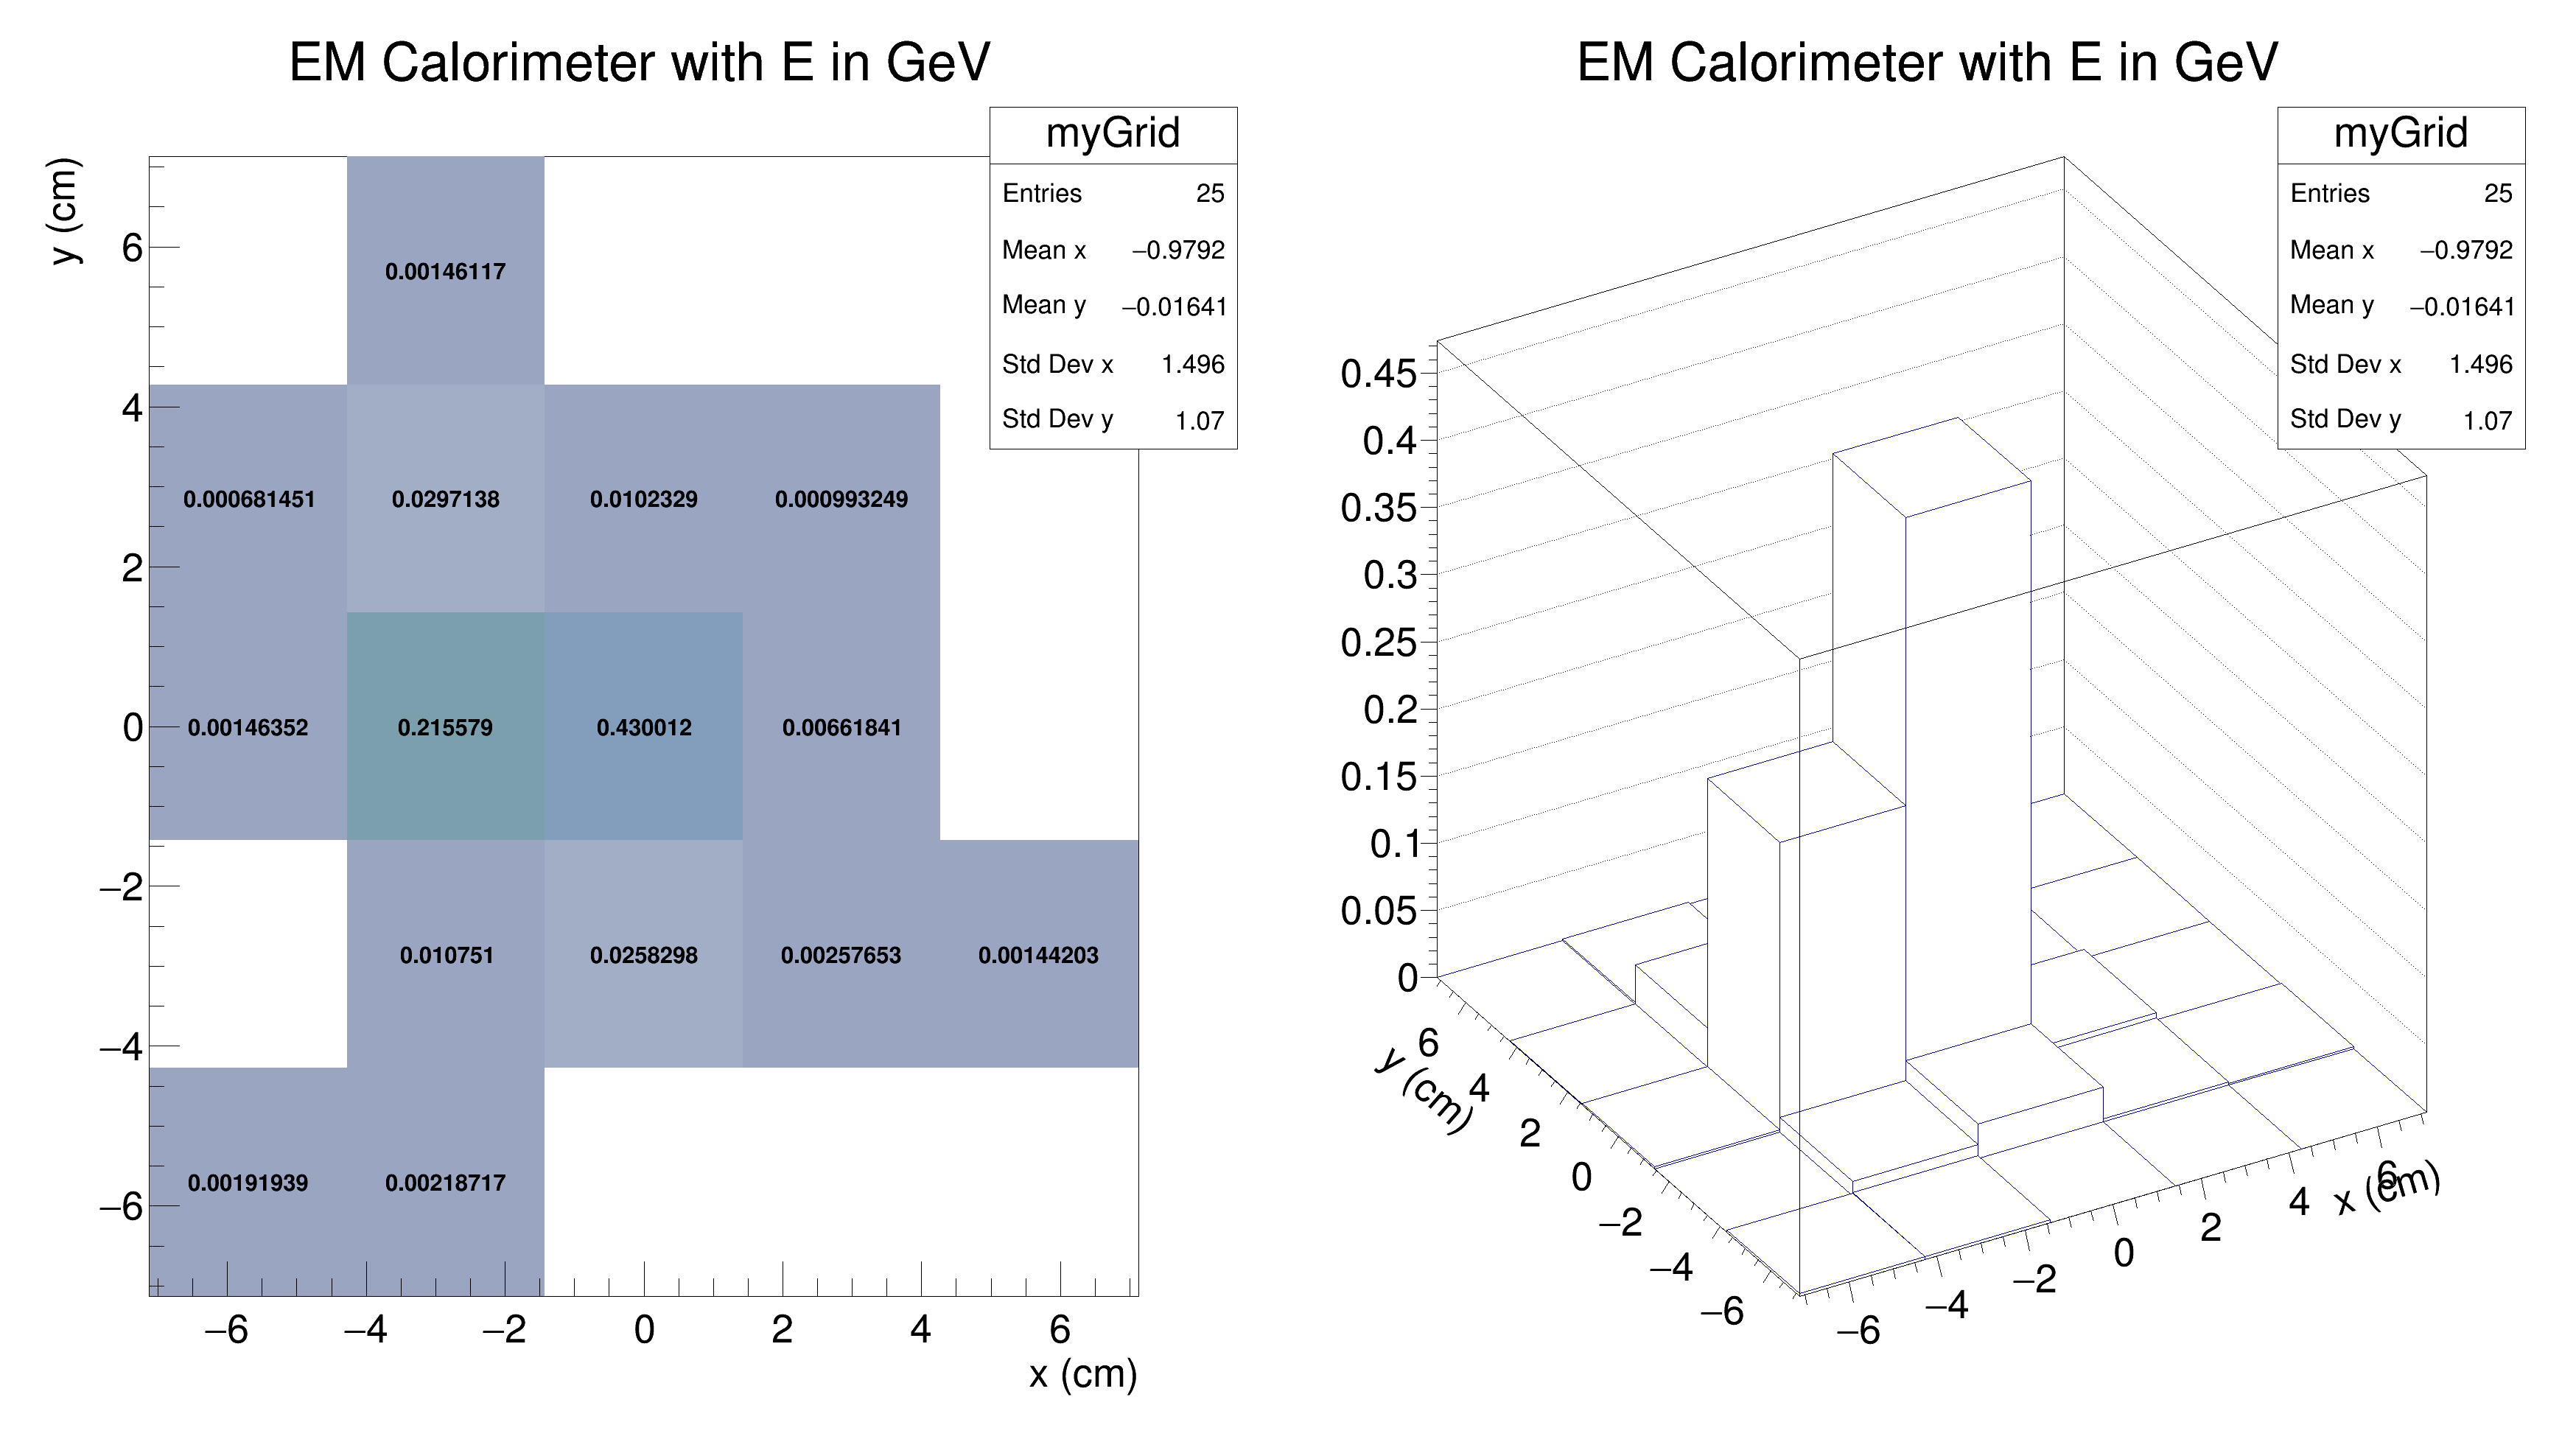 EM Calorimeter with E in GeV
myGrid
Entries 25
Mean x −0.9792
Mean y −0.01641
Std Dev x 1.496
Std Dev y 1.07
y (cm)
6
4
2
0
−2
−4
−6
0.00146117
0.000681451 0.0297138 0.0102329 0.000993249
0.00146352 0.215579 0.430012 0.00661841
0.010751 0.0258298 0.00257653 0.00144203
0.00191939 0.00218717
−6 −4 −2 0 2 4 6
x (cm)
EM Calorimeter with E in GeV
myGrid
Entries 25
Mean x −0.9792
Mean y −0.01641
Std Dev x 1.496
Std Dev y 1.07
0.45
0.4
0.35
0.3
0.25
0.2
0.15
0.1
0.05
0
y (cm)
6
4
2
0
−2
−4
−6
−6 −4 −2 0 2 4 6
x (cm)